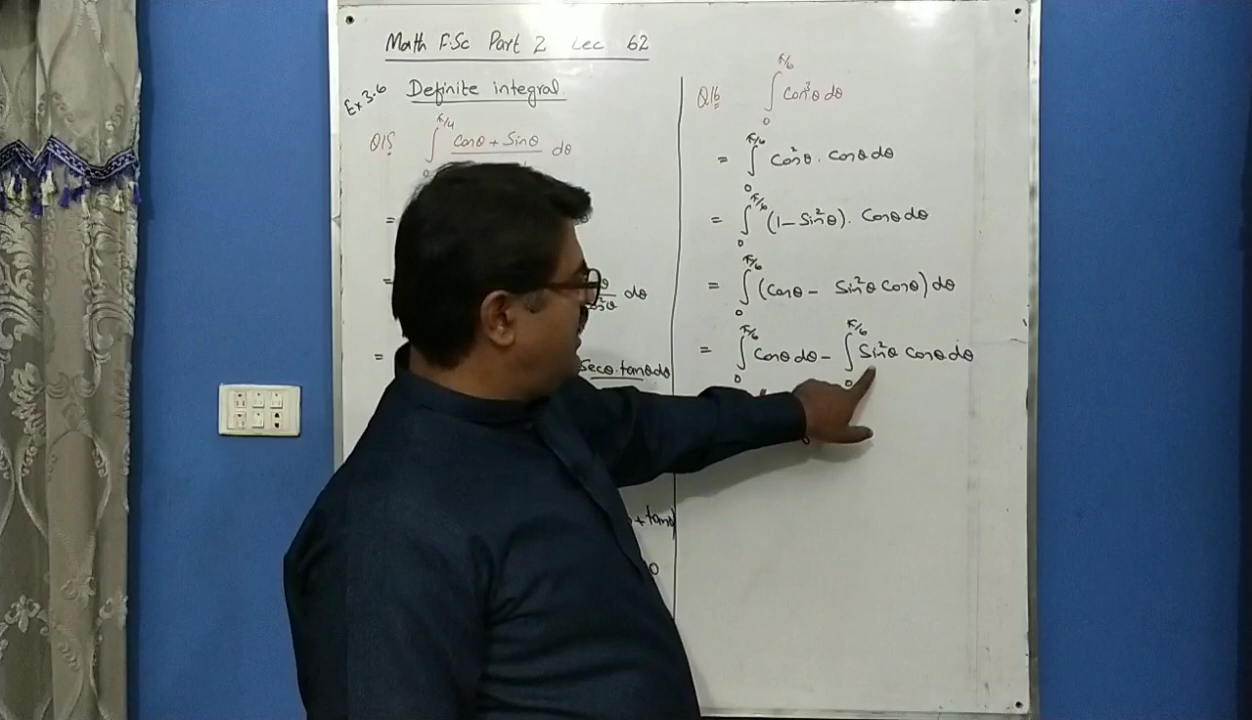 Math F.Sc Part 2 Lec 62
Ex 3.6 Definite integral
Q15 ∫₀^{π/4} (Cosθ + Sinθ)/ dθ
=
= θ/Cos²θ dθ
= Secθ.tanθdθ
+ tanθ
0
Q16 ∫₀^{π/6} Cos³θ dθ
= ∫₀^{π/6} Cos²θ . Cosθ dθ
= ∫₀^{π/6} (1 - Sin²θ) . Cosθ dθ
= ∫₀^{π/6} (Cosθ - Sin²θ Cosθ) dθ
= ∫₀^{π/6} Cosθ dθ - ∫₀^{π/6} Sin²θ Cosθ dθ